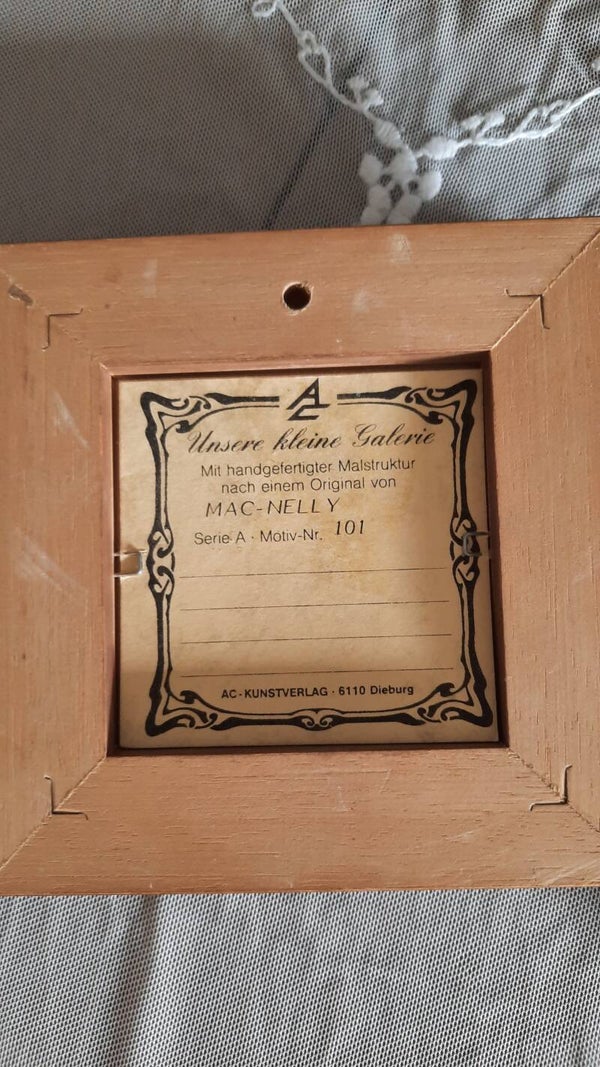 AC
Unsere kleine Galerie
Mit handgefertigter Malstruktur
nach einem Original von
MAC-NELLY
Serie A · Motiv-Nr. 101
AC-KUNSTVERLAG · 6110 Dieburg